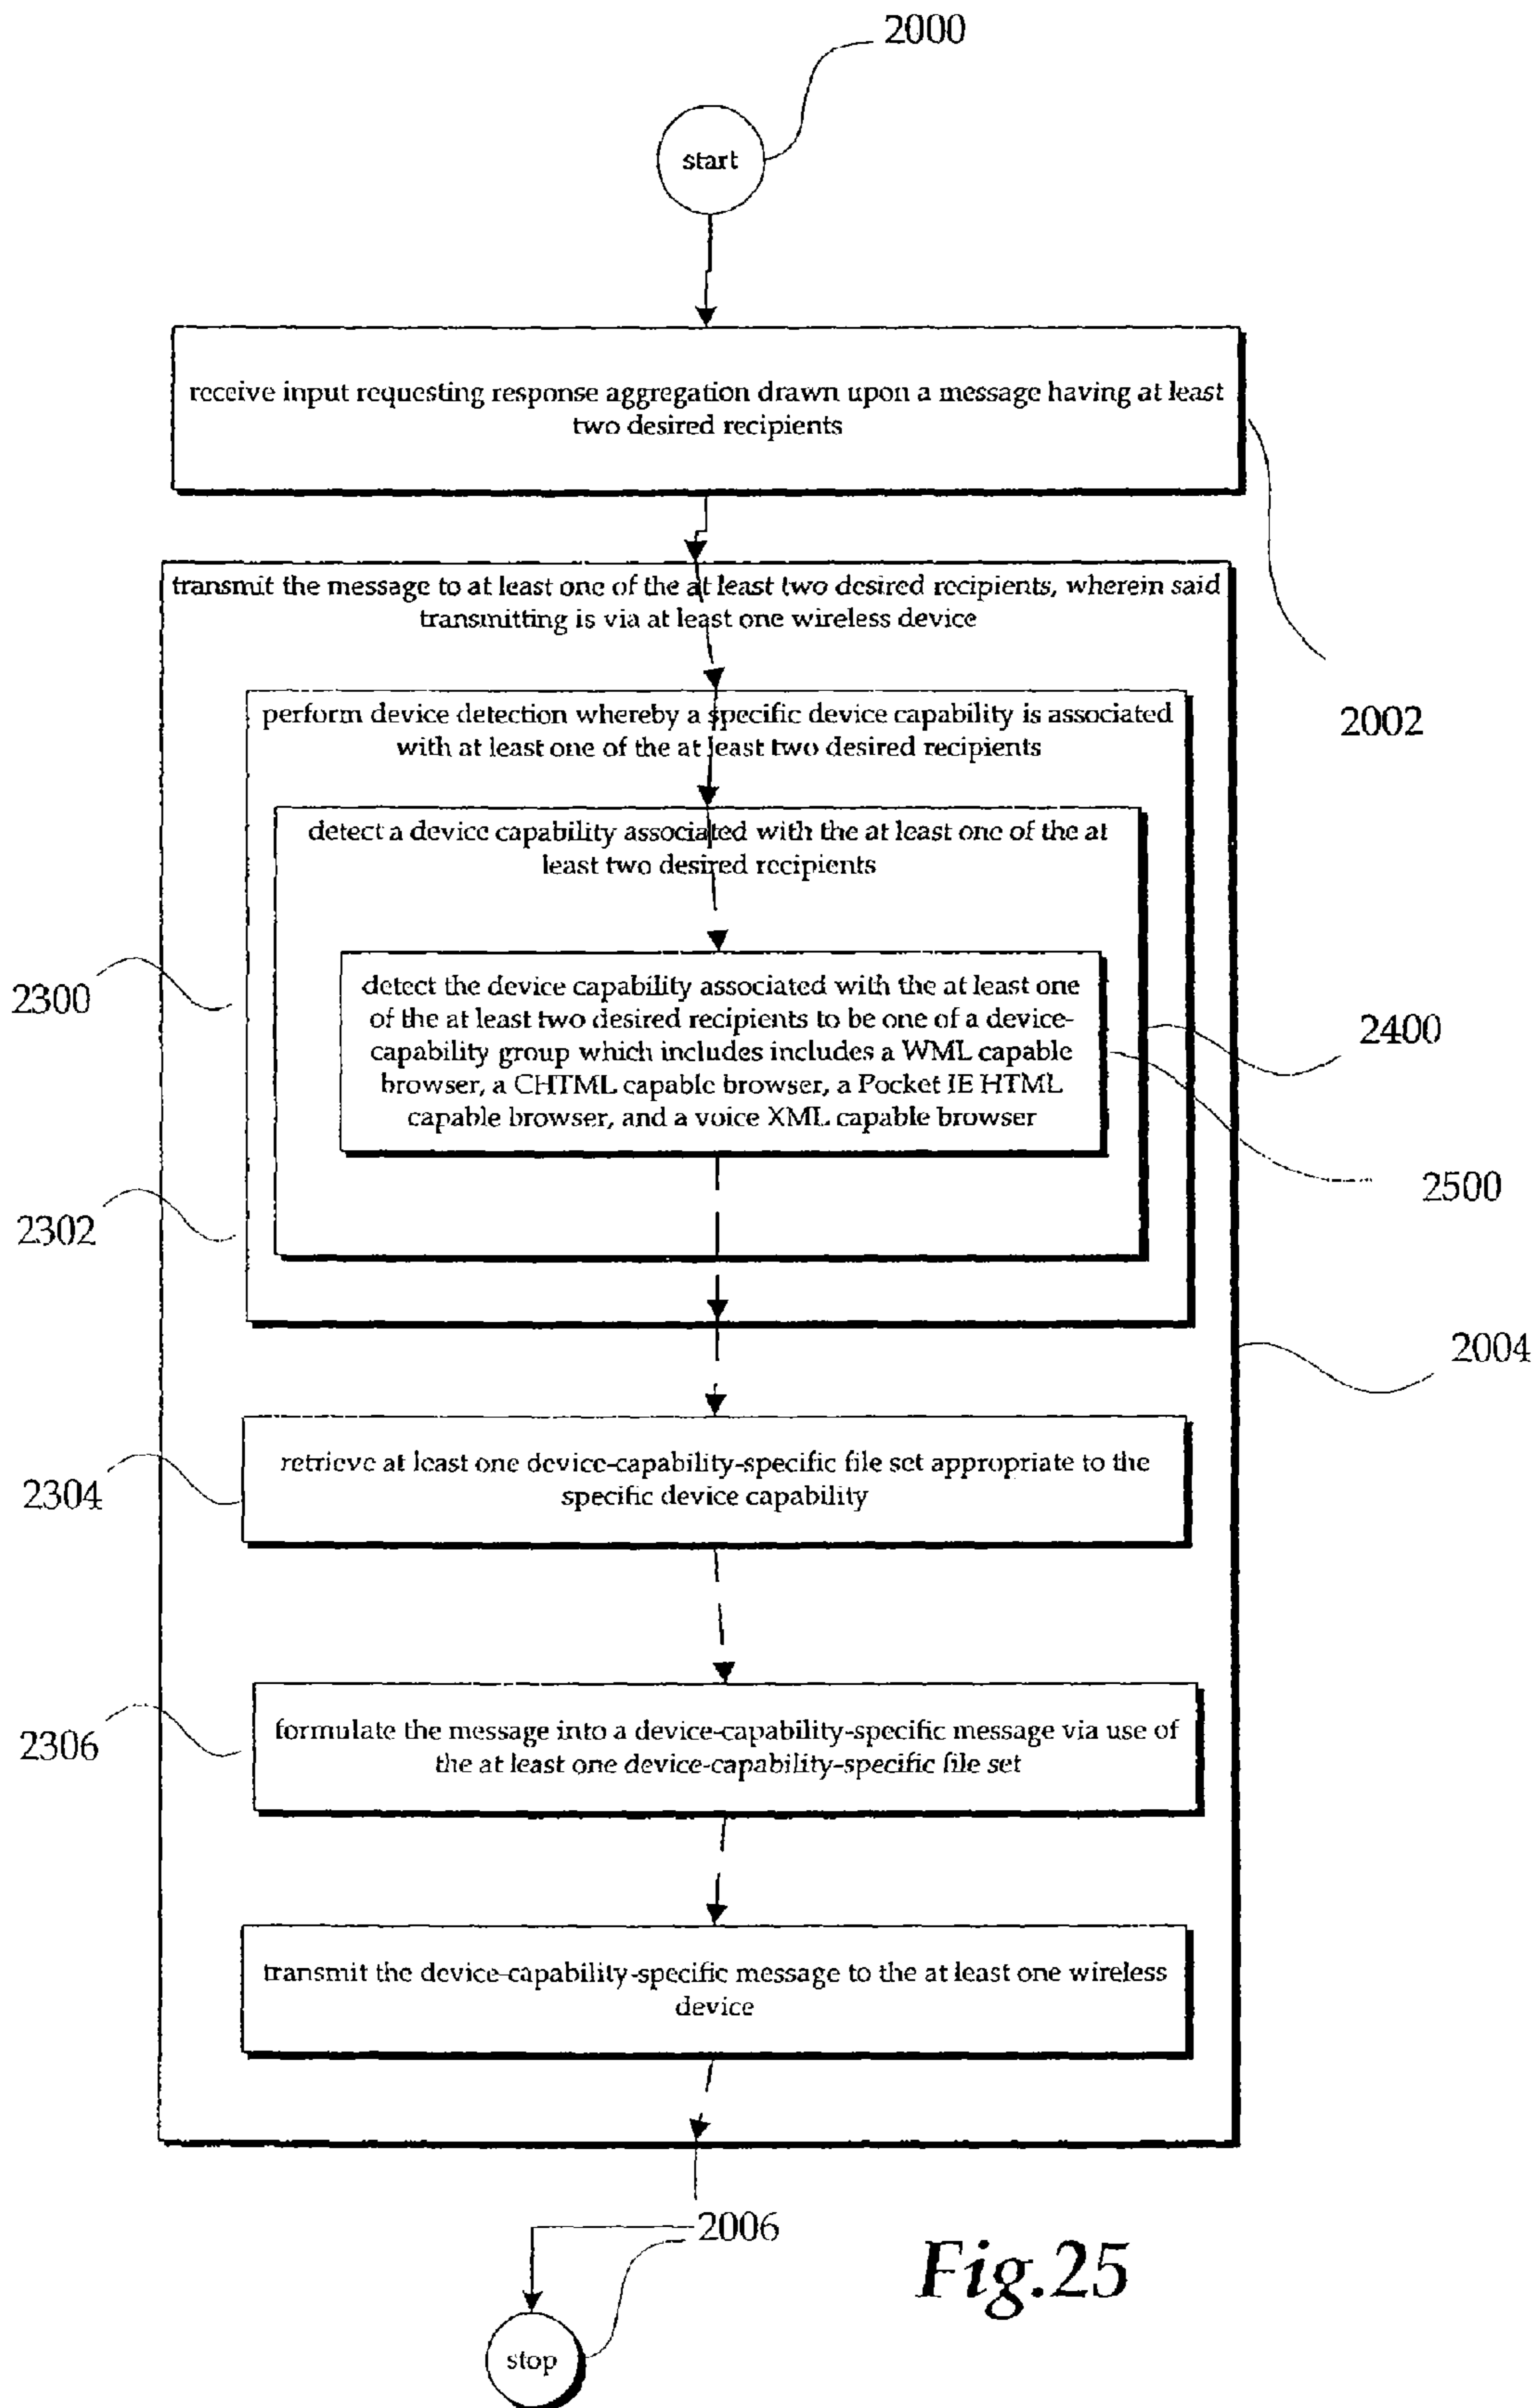 2000
start
receive input requesting response aggregation drawn upon a message having at least
two desired recipients
2002
transmit the message to at least one of the at least two desired recipients, wherein said
transmitting is via at least one wireless device
perform device detection whereby a specific device capability is associated
with at least one of the at least two desired recipients
detect a device capability associated with the at least one of the at
least two desired recipients
detect the device capability associated with the at least one
of the at least two desired recipients to be one of a device-
capability group which includes includes a WML capable
browser, a CHTML capable browser, a Pocket IE HTML
capable browser, and a voice XML capable browser
2300
2400
2500
2302
2004
retrieve at least one device-capability-specific file set appropriate to the
specific device capability
2304
formulate the message into a device-capability-specific message via use of
the at least one device-capability-specific file set
2306
transmit the device-capability-specific message to the at least one wireless
device
2006
Fig.25
stop